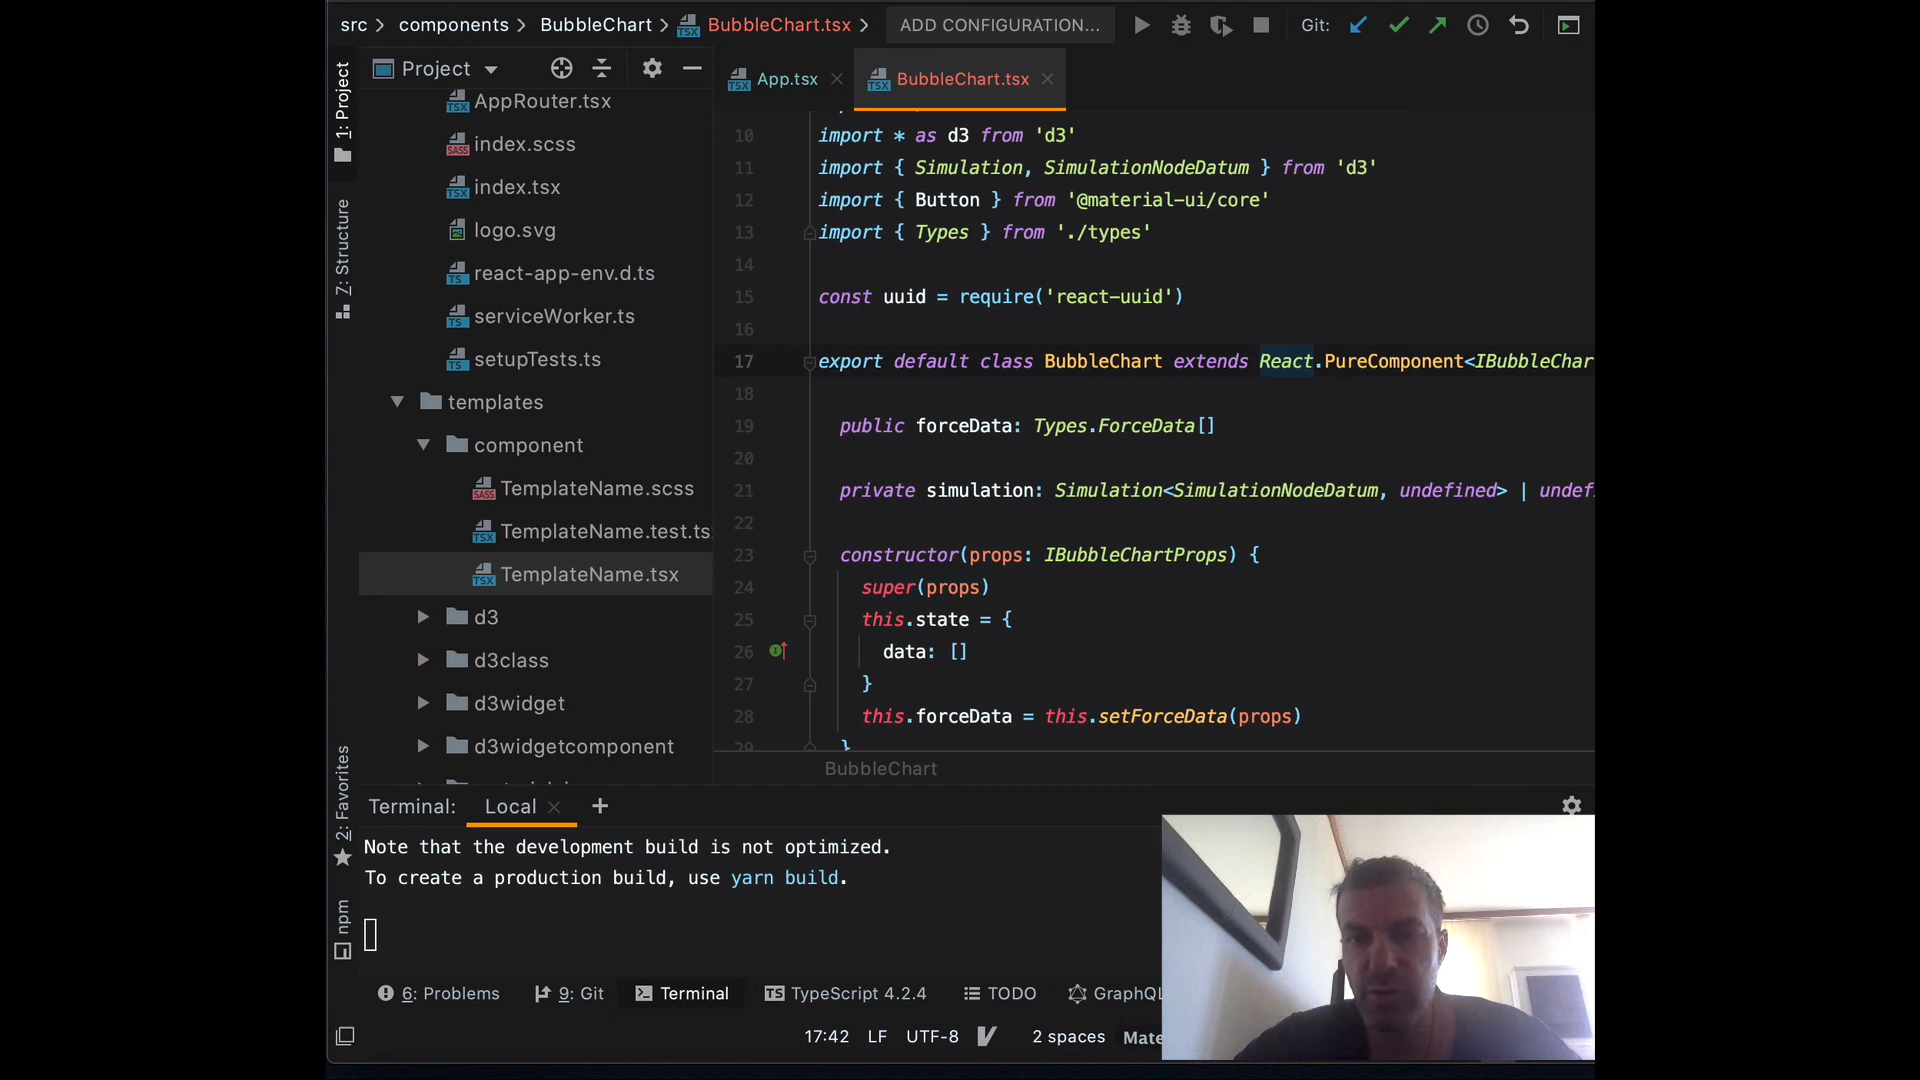 src components BubbleChart BubbleChart.tsx ADD CONFIGURATION... Git:
Project
App.tsx BubbleChart.tsx
1: Project
Z: Structure
2: Favorites
npm
AppRouter.tsx
index.scss
index.tsx
logo.svg
react-app-env.d.ts
serviceWorker.ts
setupTests.ts
templates
component
TemplateName.scss
TemplateName.test.ts
TemplateName.tsx
d3
d3class
d3widget
d3widgetcomponent
10 import * as d3 from 'd3'
11 import { Simulation, SimulationNodeDatum } from 'd3'
12 import { Button } from '@material-ui/core'
13 import { Types } from './types'
14
15 const uuid = require('react-uuid')
16
17 export default class BubbleChart extends React.PureComponent<IBubbleChar
18
19 public forceData: Types.ForceData[]
20
21 private simulation: Simulation<SimulationNodeDatum, undefined> | undef
22
23 constructor(props: IBubbleChartProps) {
24 super(props)
25 this.state = {
26 data: []
27 }
28 this.forceData = this.setForceData(props)
29 }
BubbleChart
Terminal: Local +
Note that the development build is not optimized.
To create a production build, use yarn build.
6: Problems 9: Git Terminal TS TypeScript 4.2.4 TODO GraphQL
17:42 LF UTF-8 2 spaces Mate